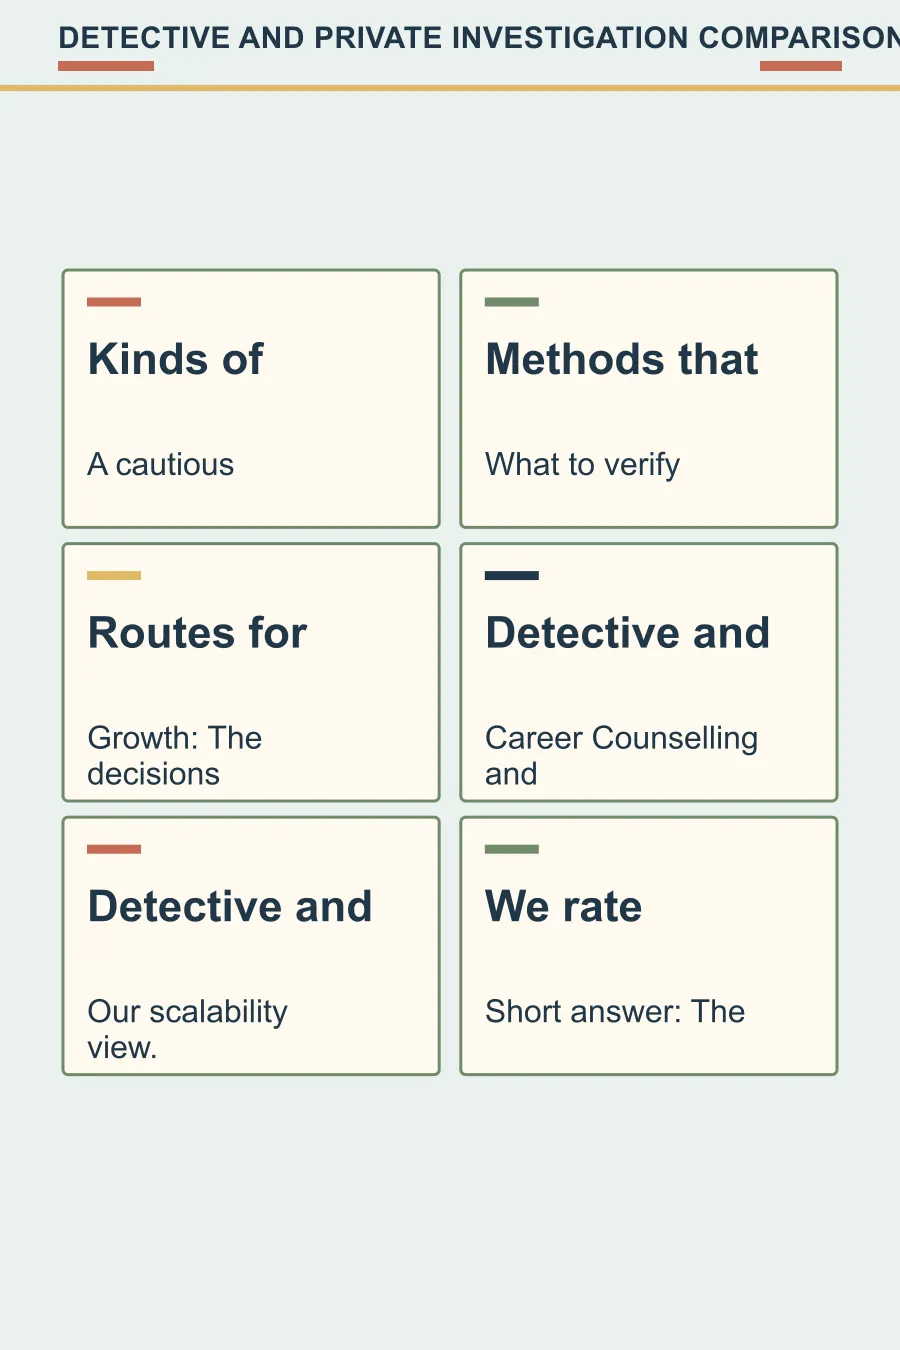 DETECTIVE AND PRIVATE INVESTIGATION COMPARISON
Kinds of
A cautious
Methods that
What to verify
Routes for
Growth: The
decisions
Detective and
Career Counselling
and
Detective and
Our scalability
view.
We rate
Short answer: The